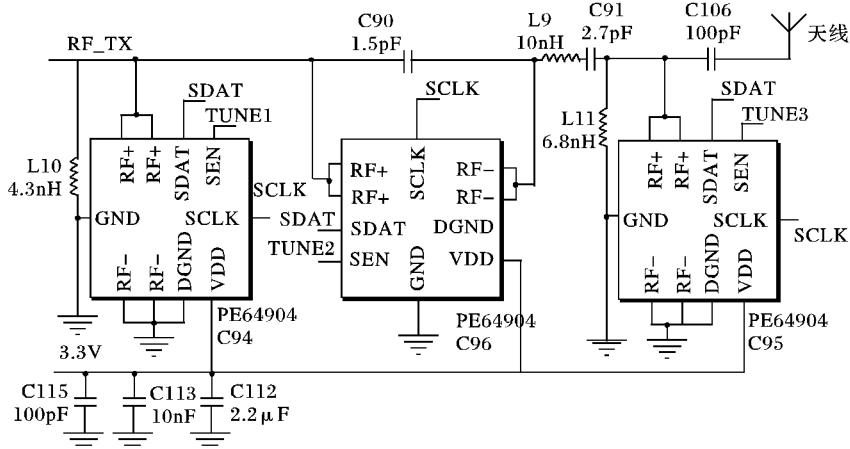 C90
1.5pF
L9
10nH
C91
2.7pF
C106
100pF
天线
RF_TX
SDAT
TUNE1
SCLK
L11
6.8nH
SDAT
TUNE3
L10
4.3nH
RF+
RF+
SDAT
SEN
GND
SCLK
RF−
RF−
DGND
VDD
SCLK
PE64904
C94
SDAT
TUNE2
RF+
RF+
SDAT
SEN
SCLK
RF−
RF−
DGND
VDD
GND
PE64904
C96
RF+
RF+
SDAT
SEN
GND
SCLK
RF−
RF−
DGND
VDD
SCLK
PE64904
C95
3.3V
C115
100pF
C113
10nF
C112
2.2μF